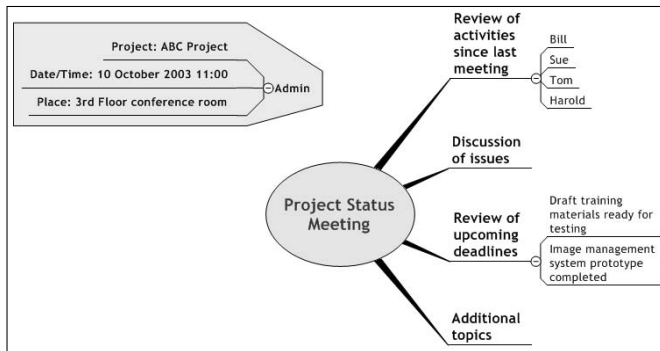 Project: ABC Project
Date/Time: 10 October 2003 11:00
Place: 3rd Floor conference room
Admin
Project Status
Meeting
Review of
activities
since last
meeting
Bill
Sue
Tom
Harold
Discussion
of issues
Review of
upcoming
deadlines
Draft training
materials ready for
testing
Image management
system prototype
completed
Additional
topics